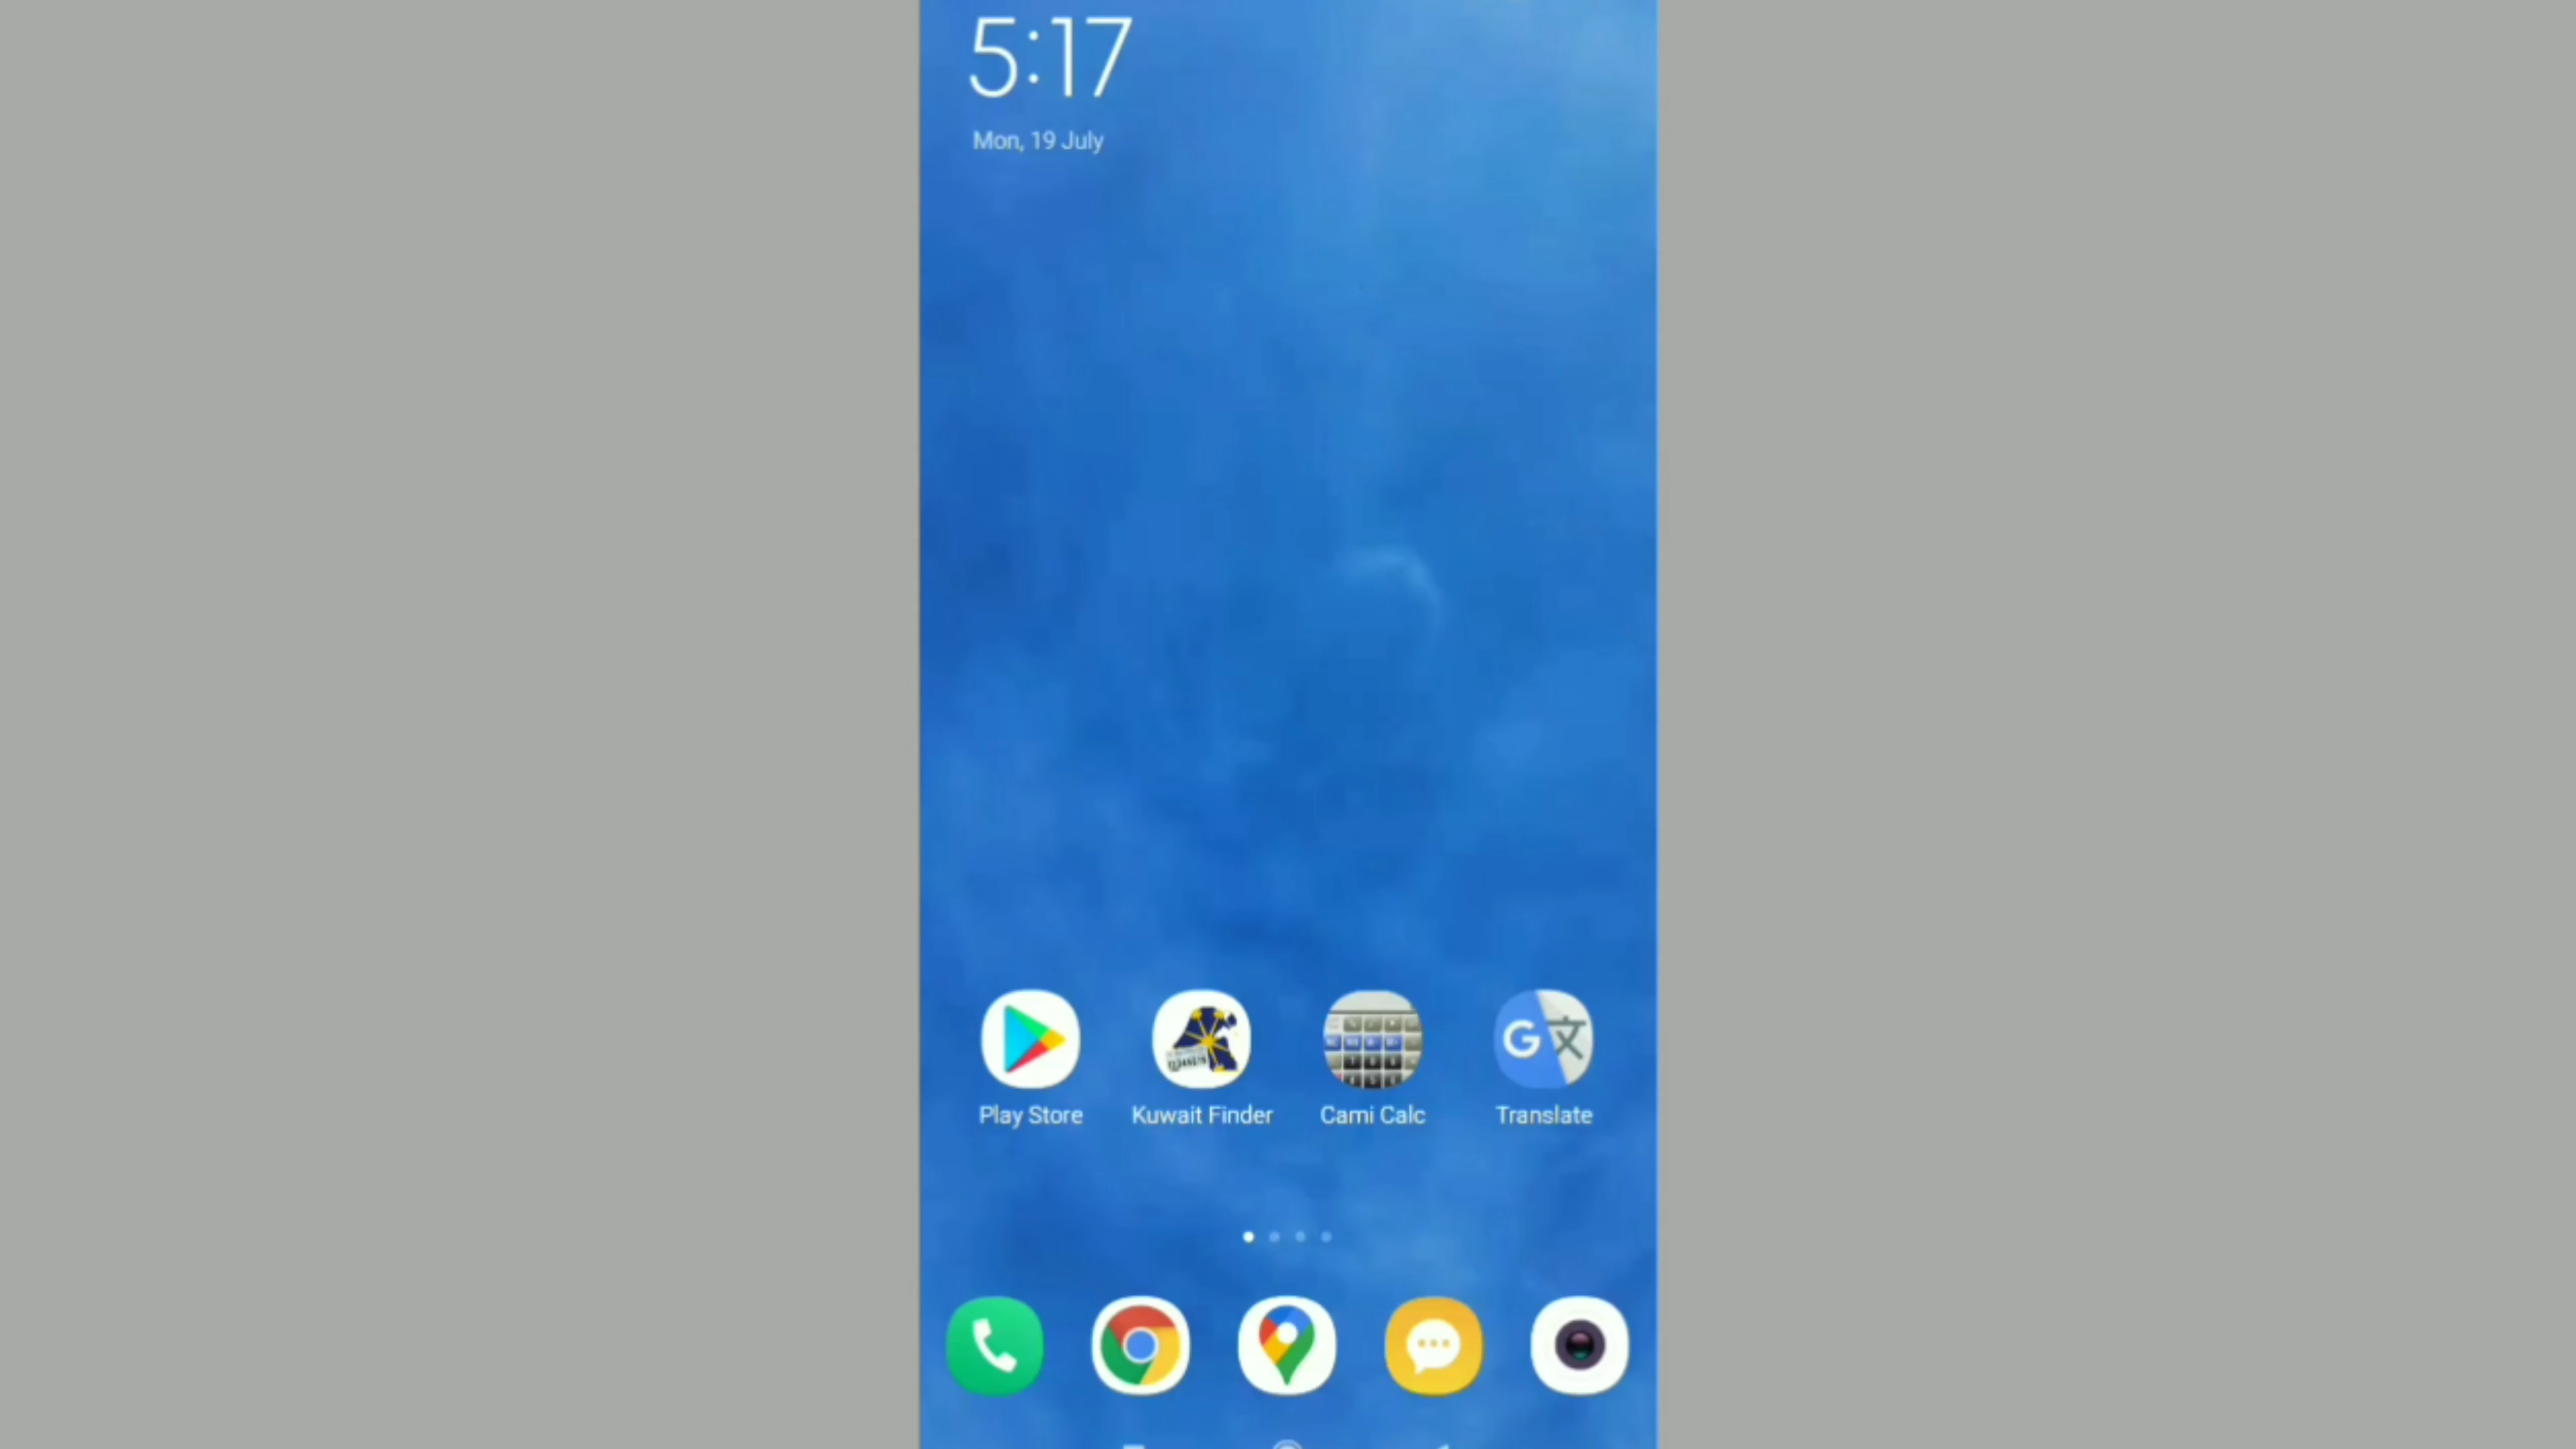 5:17
Mon, 19 July
Play Store
Kuwait Finder
Cami Calc
Translate